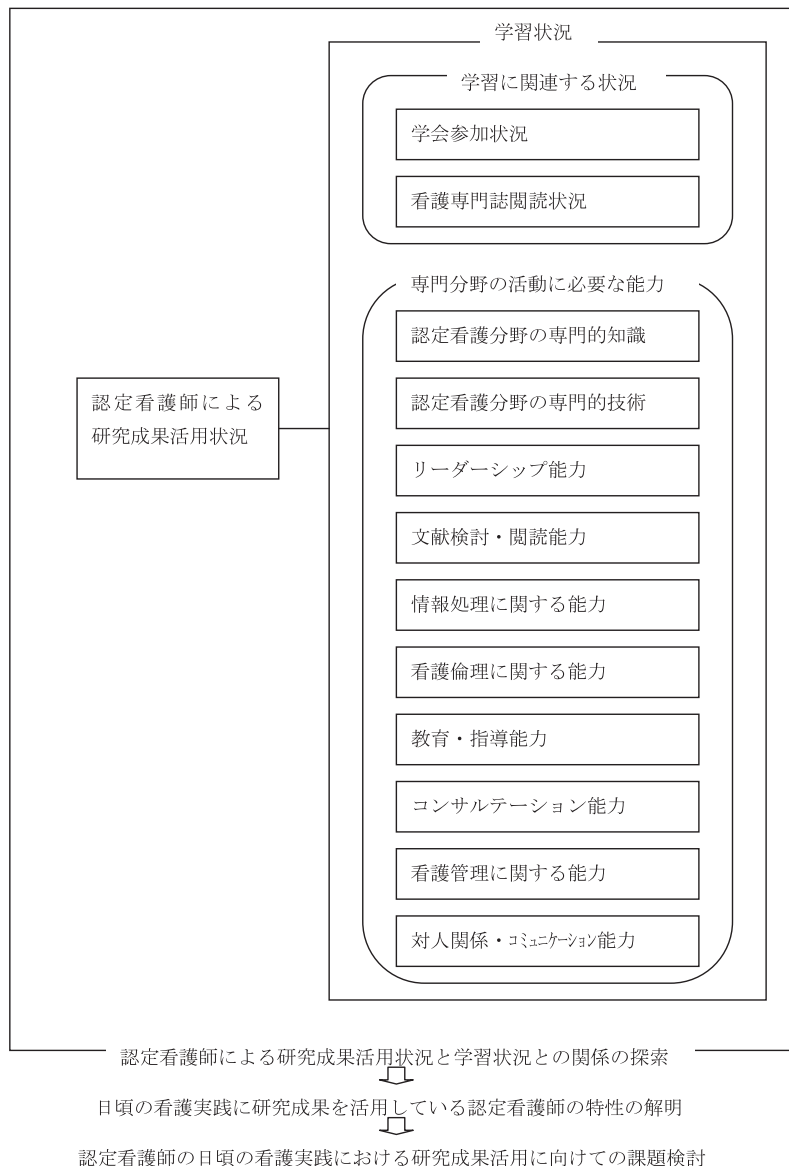 学習状況
学習に関連する状況
学会参加状況
看護専門誌閲読状況
専門分野の活動に必要な能力
認定看護分野の専門的知識
認定看護師による
研究成果活用状況
認定看護分野の専門的技術
リーダーシップ能力
文献検討・閲読能力
情報処理に関する能力
看護倫理に関する能力
教育・指導能力
コンサルテーション能力
看護管理に関する能力
対人関係・コミュニケーション能力
認定看護師による研究成果活用状況と学習状況との関係の探索
日頃の看護実践に研究成果を活用している認定看護師の特性の解明
認定看護師の日頃の看護実践における研究成果活用に向けての課題検討